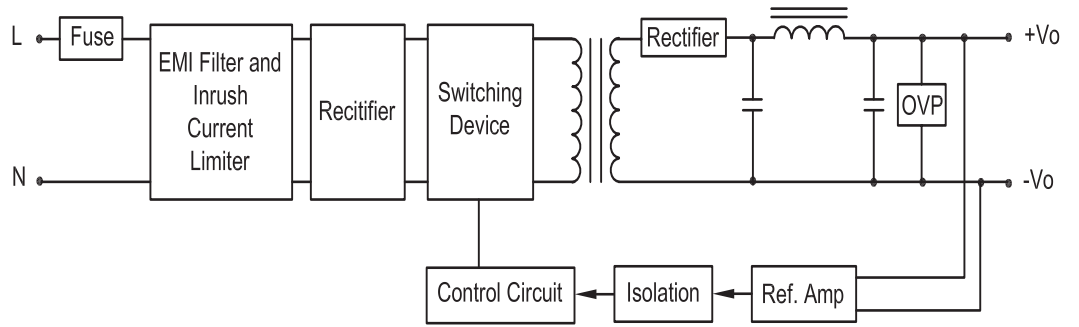 L
Fuse
EMI Filter and
Inrush
Current
Limiter
Recitifier
Switching
Device
Rectifier
OVP
+Vo
N
-Vo
Control Circuit
Isolation
Ref. Amp